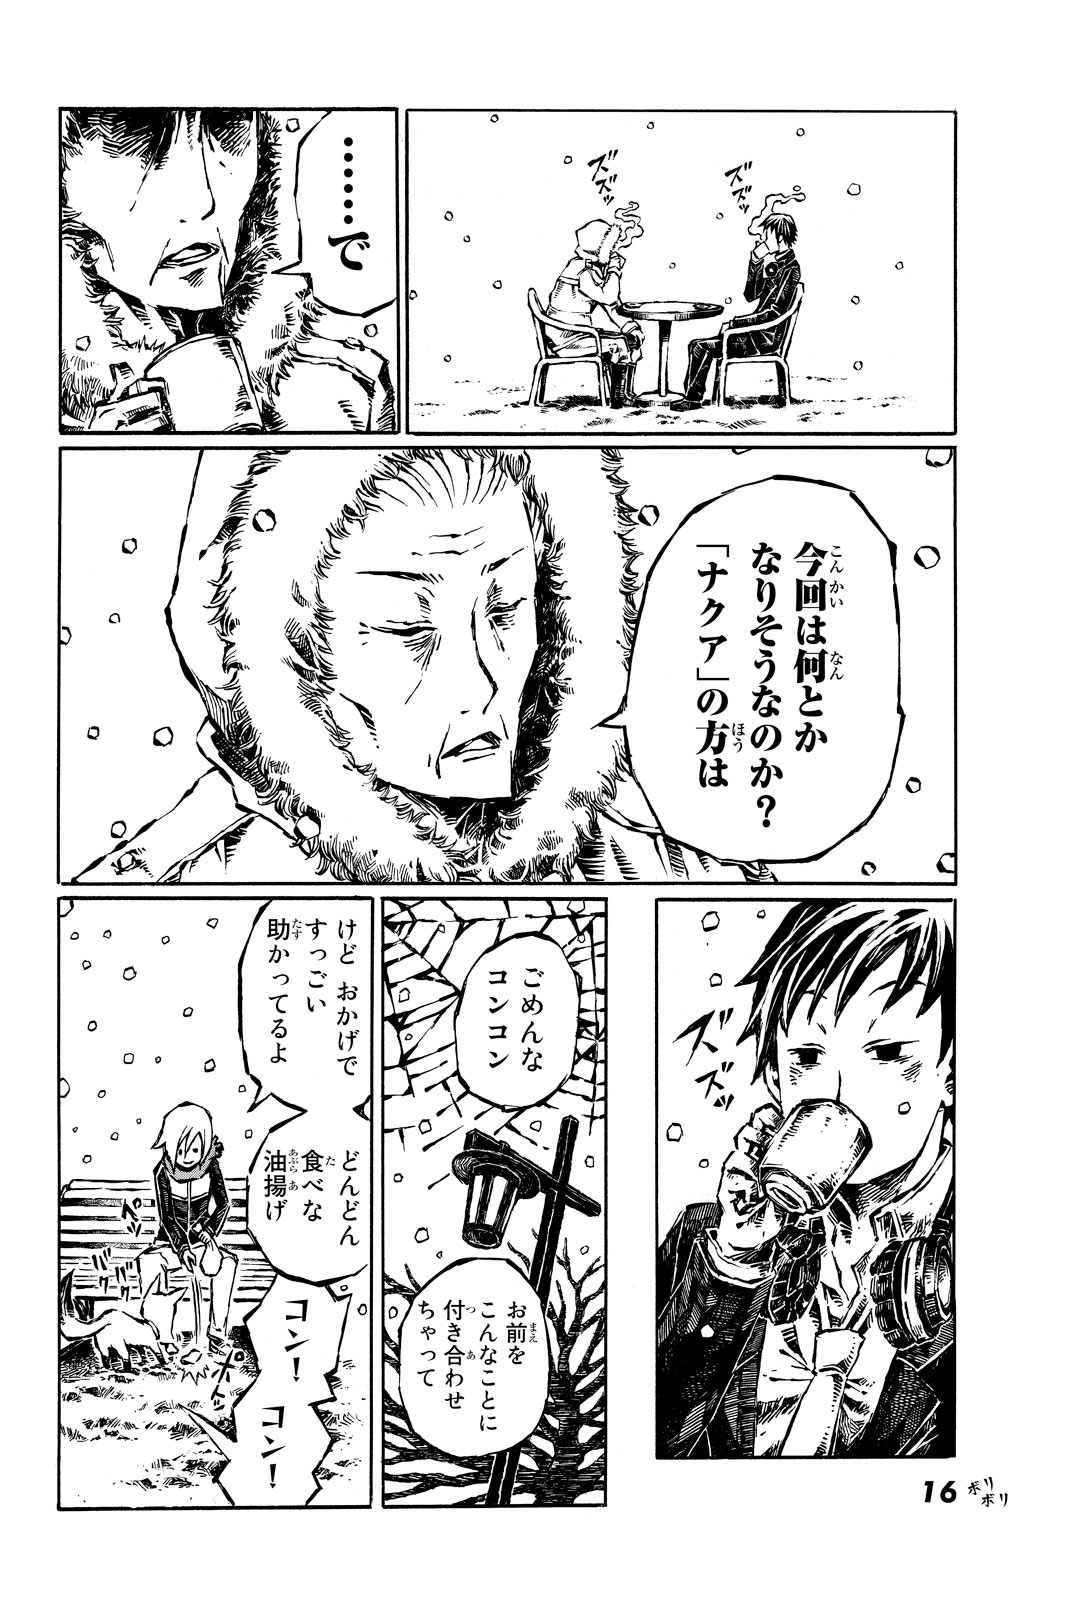 ズズッ
ズズッ
………で
今回は何とか
なりそうなのか?
「ナクア」の方は
ズズッ
ごめんな
コンコン
お前を
こんなことに
付き合わせ
ちゃって
けど おかげで
すっごい
助かってるよ
どんどん
食べな
油揚げ
コン!
コン!
ポイッ
16
ボリ
ボリ